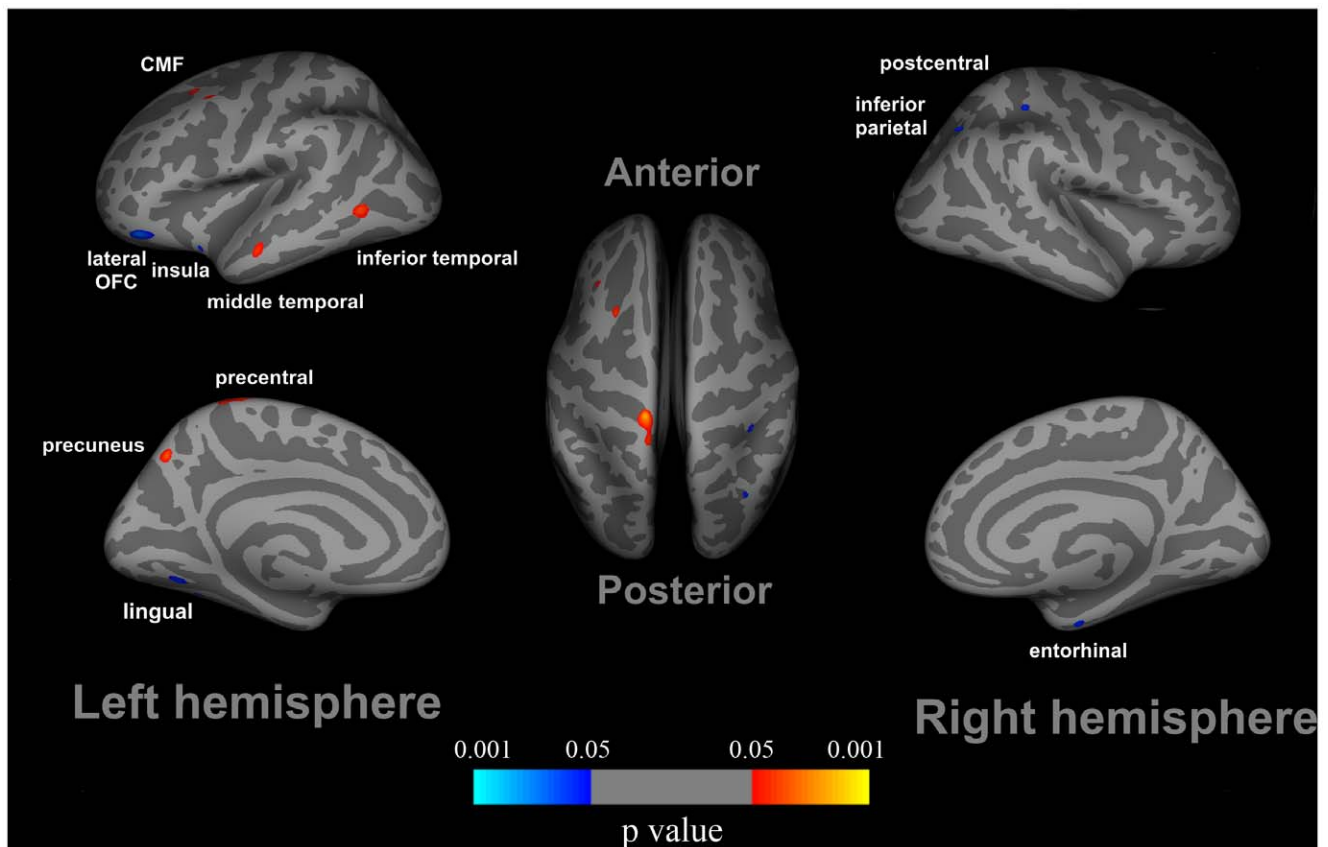 CMF
lateral
OFC
insula
middle temporal
inferior temporal
postcentral
inferior
parietal
Anterior
Posterior
precentral
precuneus
lingual
entorhinal
Left hemisphere
Right hemisphere
0.001 0.05 0.05 0.001
p value